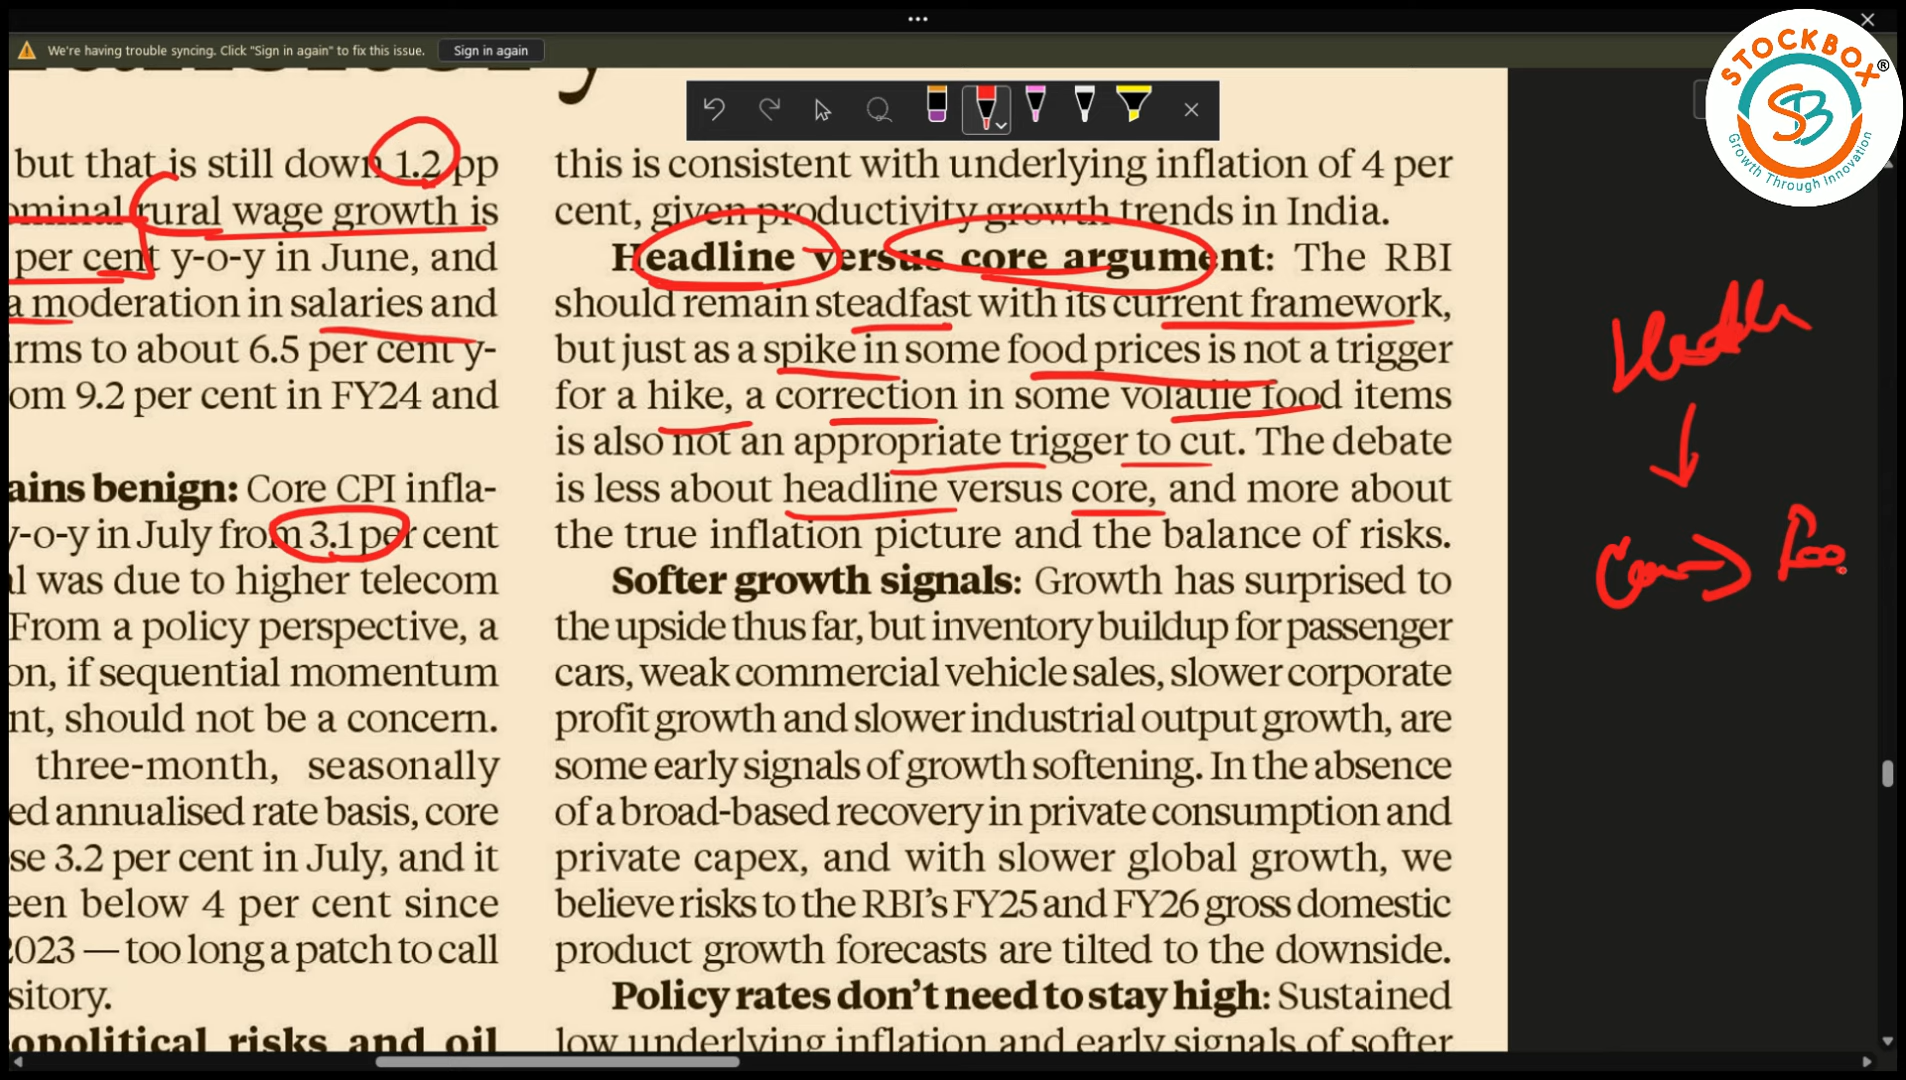 We're having trouble syncing. Click "Sign in again" to fix this issue. Sign in again
STOCKBOX®
SB
Growth Through Innovation
but that is still down 1.2 pp
ominal rural wage growth is
per cent y-o-y in June, and
a moderation in salaries and
irms to about 6.5 per cent y-
om 9.2 per cent in FY24 and
ains benign: Core CPI infla-
y-o-y in July from 3.1 per cent
al was due to higher telecom
From a policy perspective, a
on, if sequential momentum
nt, should not be a concern.
three-month, seasonally
ed annualised rate basis, core
se 3.2 per cent in July, and it
een below 4 per cent since
2023 — too long a patch to call
sitory.
opolitical risks and oil
this is consistent with underlying inflation of 4 per
cent, given productivity growth trends in India.
Headline versus core argument: The RBI
should remain steadfast with its current framework,
but just as a spike in some food prices is not a trigger
for a hike, a correction in some volatile food items
is also not an appropriate trigger to cut. The debate
is less about headline versus core, and more about
the true inflation picture and the balance of risks.
Softer growth signals: Growth has surprised to
the upside thus far, but inventory buildup for passenger
cars, weak commercial vehicle sales, slower corporate
profit growth and slower industrial output growth, are
some early signals of growth softening. In the absence
of a broad-based recovery in private consumption and
private capex, and with slower global growth, we
believe risks to the RBI's FY25 and FY26 gross domestic
product growth forecasts are tilted to the downside.
Policy rates don't need to stay high: Sustained
low underlying inflation and early signals of softer